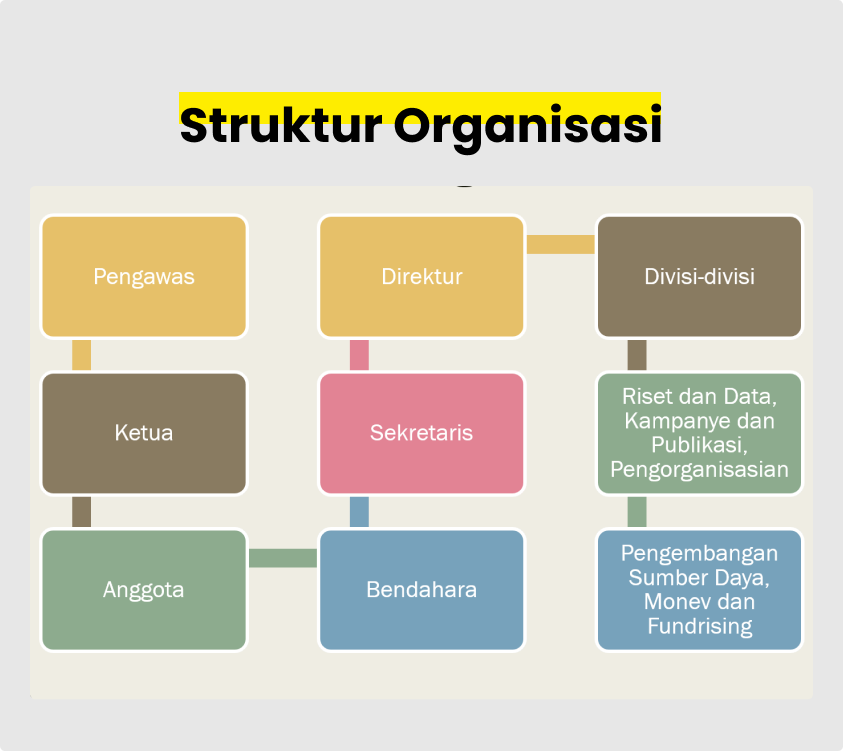 Struktur Organisasi
Pengawas
Ketua
Anggota
Direktur
Sekretaris
Bendahara
Divisi-divisi
Riset dan Data,
Kampanye dan
Publikasi,
Pengorganisasian
Pengembangan
Sumber Daya,
Monev dan
Fundrising